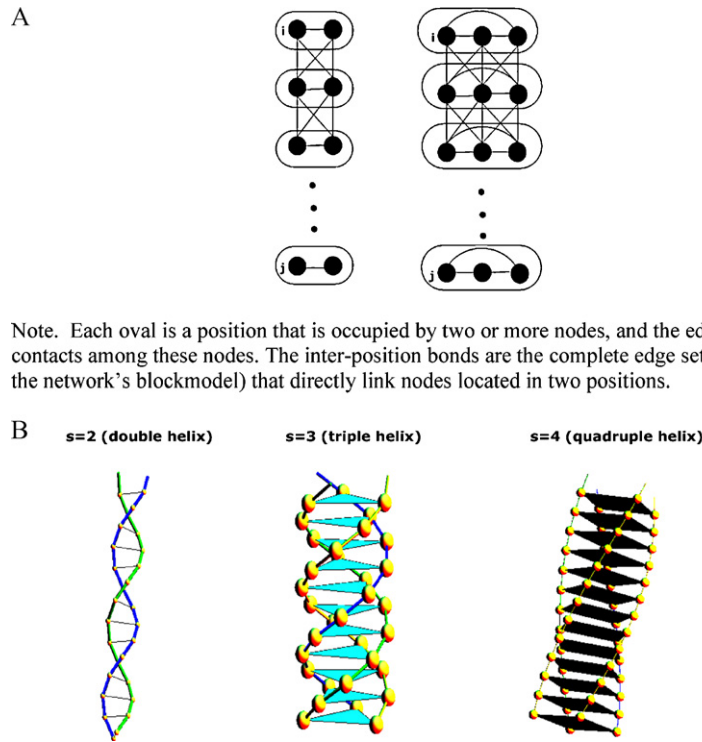 A
i
i
j
j
Note. Each oval is a position that is occupied by two or more nodes, and the
contacts among these nodes. The inter-position bonds are the complete edge
the network's blockmodel) that directly link nodes located in two positions.
B
s=2 (double helix) s=3 (triple helix) s=4 (quadruple helix)